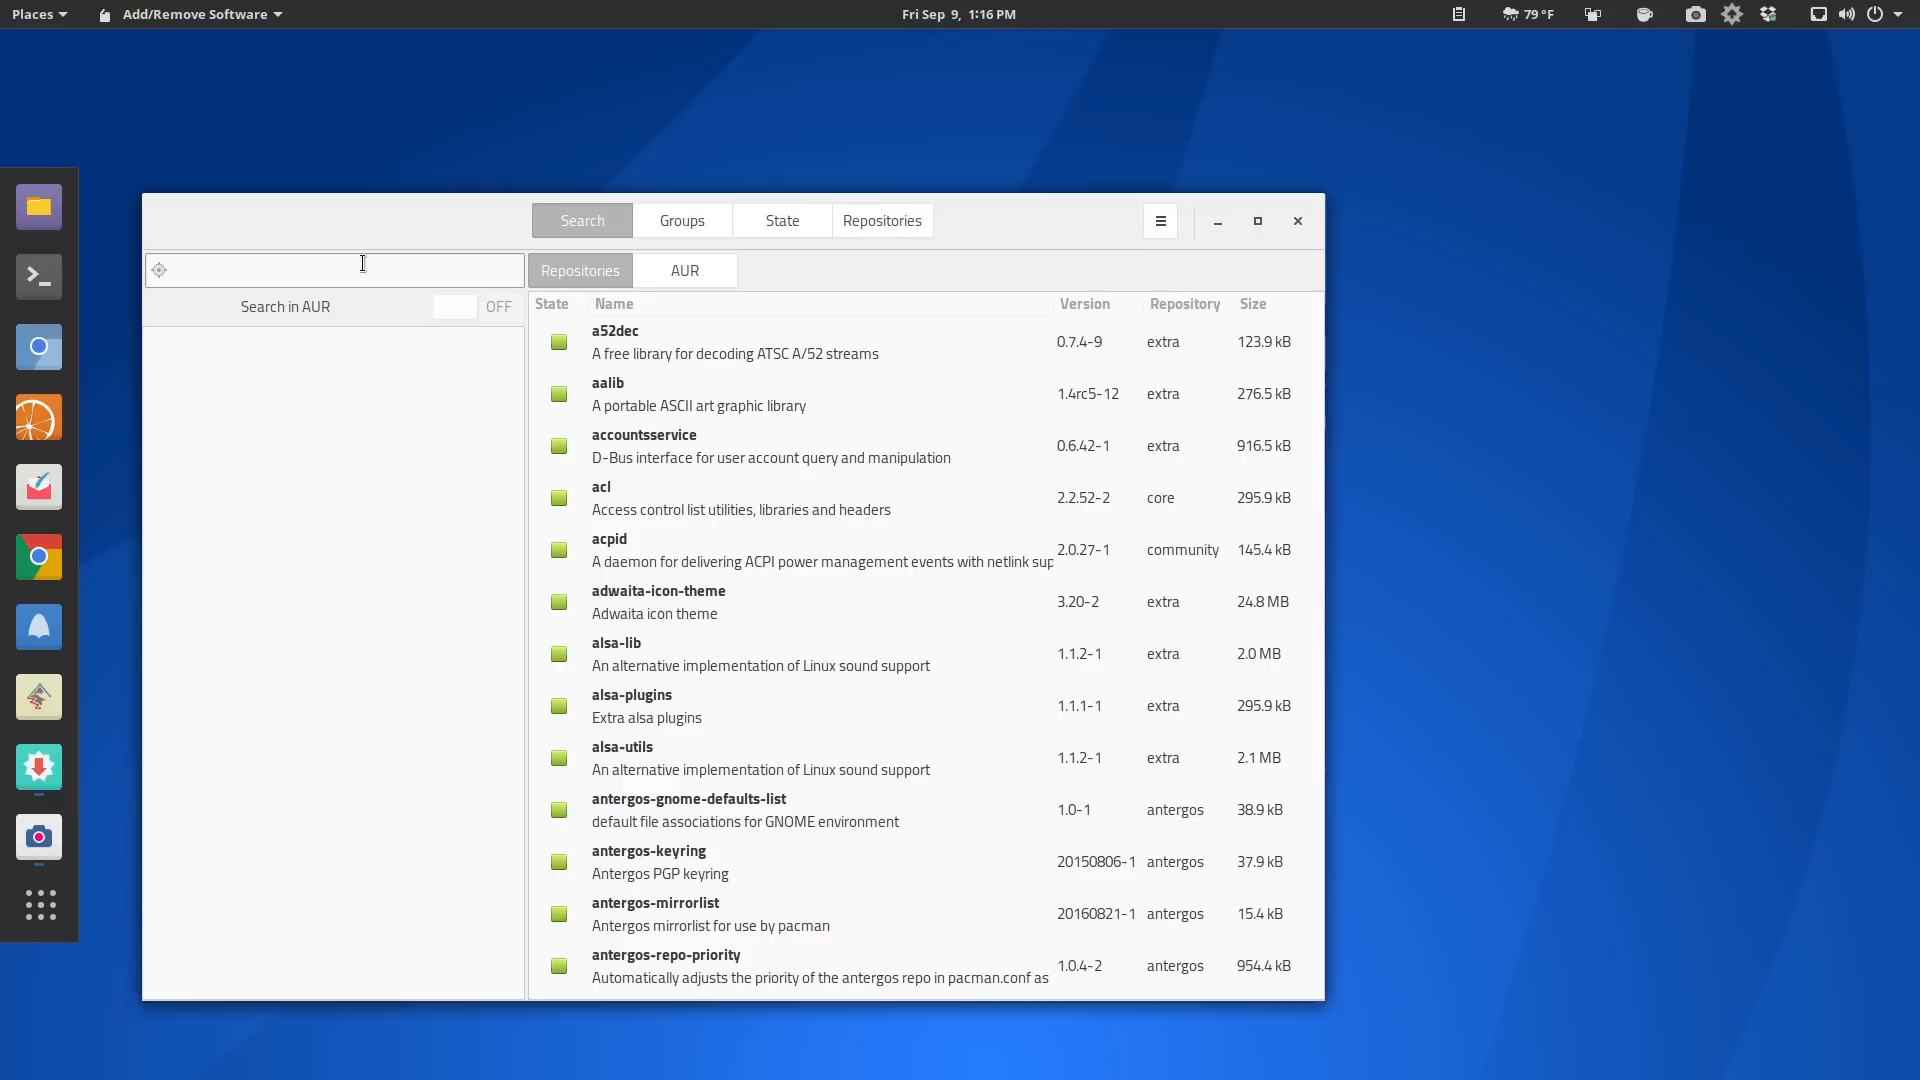 Places Add/Remove Software Fri Sep 9, 1:16 PM 79 °F
Search Groups State Repositories
Repositories AUR
Search in AUR OFF
State Name Version Repository Size
a52dec
A free library for decoding ATSC A/52 streams 0.7.4-9 extra 123.9 kB
aalib
A portable ASCII art graphic library 1.4rc5-12 extra 276.5 kB
accountsservice
D-Bus interface for user account query and manipulation 0.6.42-1 extra 916.5 kB
acl
Access control list utilities, libraries and headers 2.2.52-2 core 295.9 kB
acpid
A daemon for delivering ACPI power management events with netlink sup 2.0.27-1 community 145.4 kB
adwaita-icon-theme
Adwaita icon theme 3.20-2 extra 24.8 MB
alsa-lib
An alternative implementation of Linux sound support 1.1.2-1 extra 2.0 MB
alsa-plugins
Extra alsa plugins 1.1.1-1 extra 295.9 kB
alsa-utils
An alternative implementation of Linux sound support 1.1.2-1 extra 2.1 MB
antergos-gnome-defaults-list
default file associations for GNOME environment 1.0-1 antergos 38.9 kB
antergos-keyring
Antergos PGP keyring 20150806-1 antergos 37.9 kB
antergos-mirrorlist
Antergos mirrorlist for use by pacman 20160821-1 antergos 15.4 kB
antergos-repo-priority
Automatically adjusts the priority of the antergos repo in pacman.conf as 1.0.4-2 antergos 954.4 kB